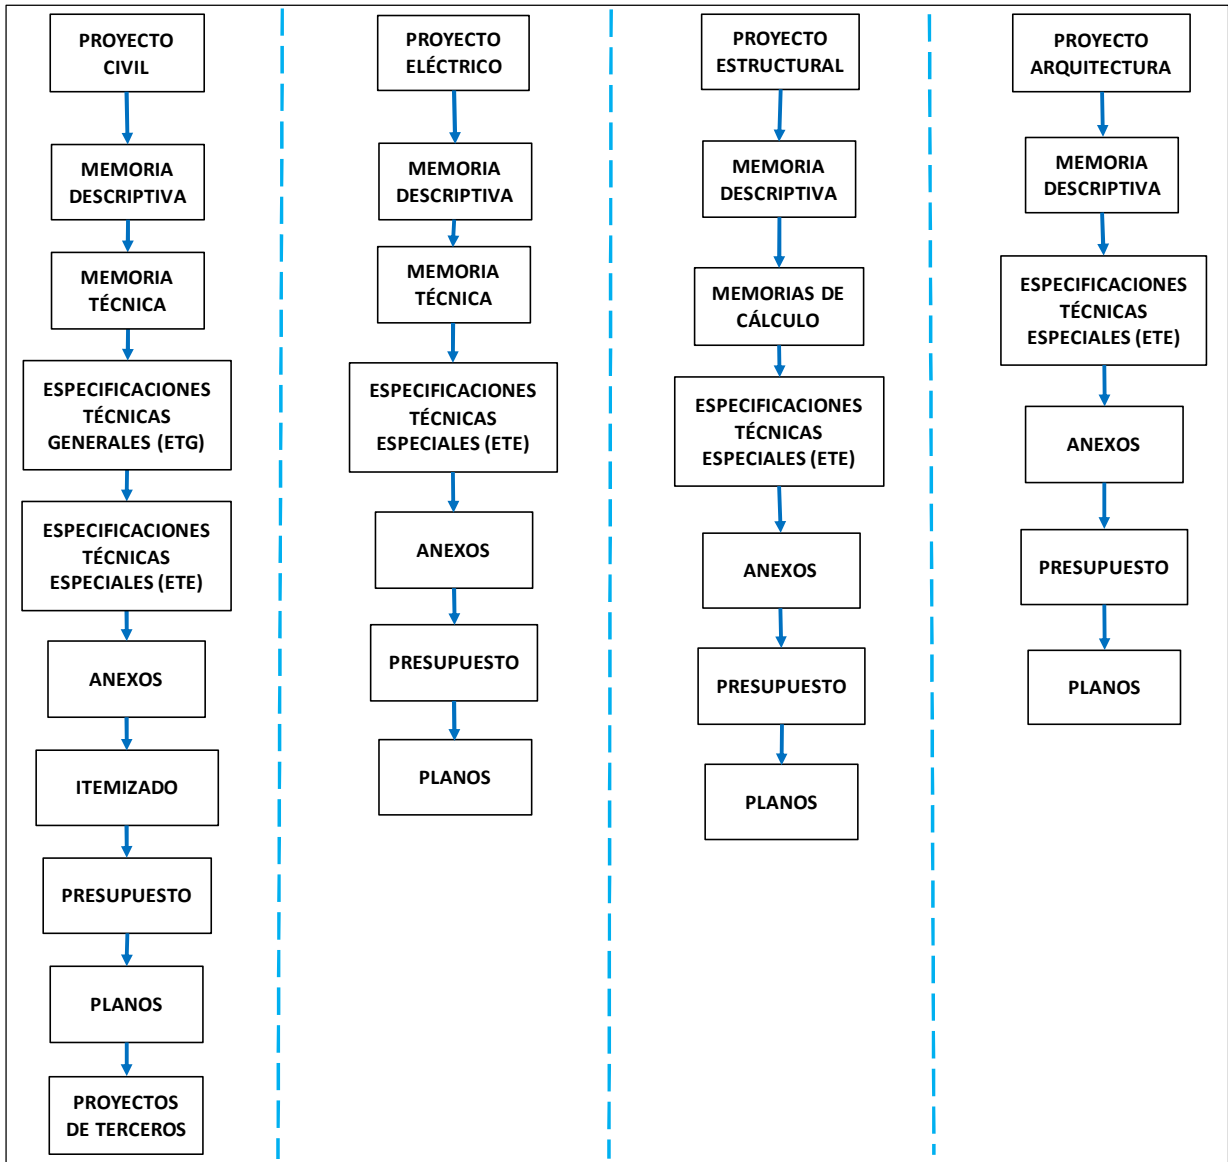 PROYECTO
CIVIL
MEMORIA
DESCRIPTIVA
MEMORIA
TÉCNICA
ESPECIFICACIONES
TÉCNICAS
GENERALES (ETG)
ESPECIFICACIONES
TÉCNICAS
ESPECIALES (ETE)
ANEXOS
ITEMIZADO
PRESUPUESTO
PLANOS
PROYECTOS
DE TERCEROS
PROYECTO
ELÉCTRICO
MEMORIA
DESCRIPTIVA
MEMORIA
TÉCNICA
ESPECIFICACIONES
TÉCNICAS
ESPECIALES (ETE)
ANEXOS
PRESUPUESTO
PLANOS
PROYECTO
ESTRUCTURAL
MEMORIA
DESCRIPTIVA
MEMORIAS DE
CÁLCULO
ESPECIFICACIONES
TÉCNICAS
ESPECIALES (ETE)
ANEXOS
PRESUPUESTO
PLANOS
PROYECTO
ARQUITECTURA
MEMORIA
DESCRIPTIVA
ESPECIFICACIONES
TÉCNICAS
ESPECIALES (ETE)
ANEXOS
PRESUPUESTO
PLANOS